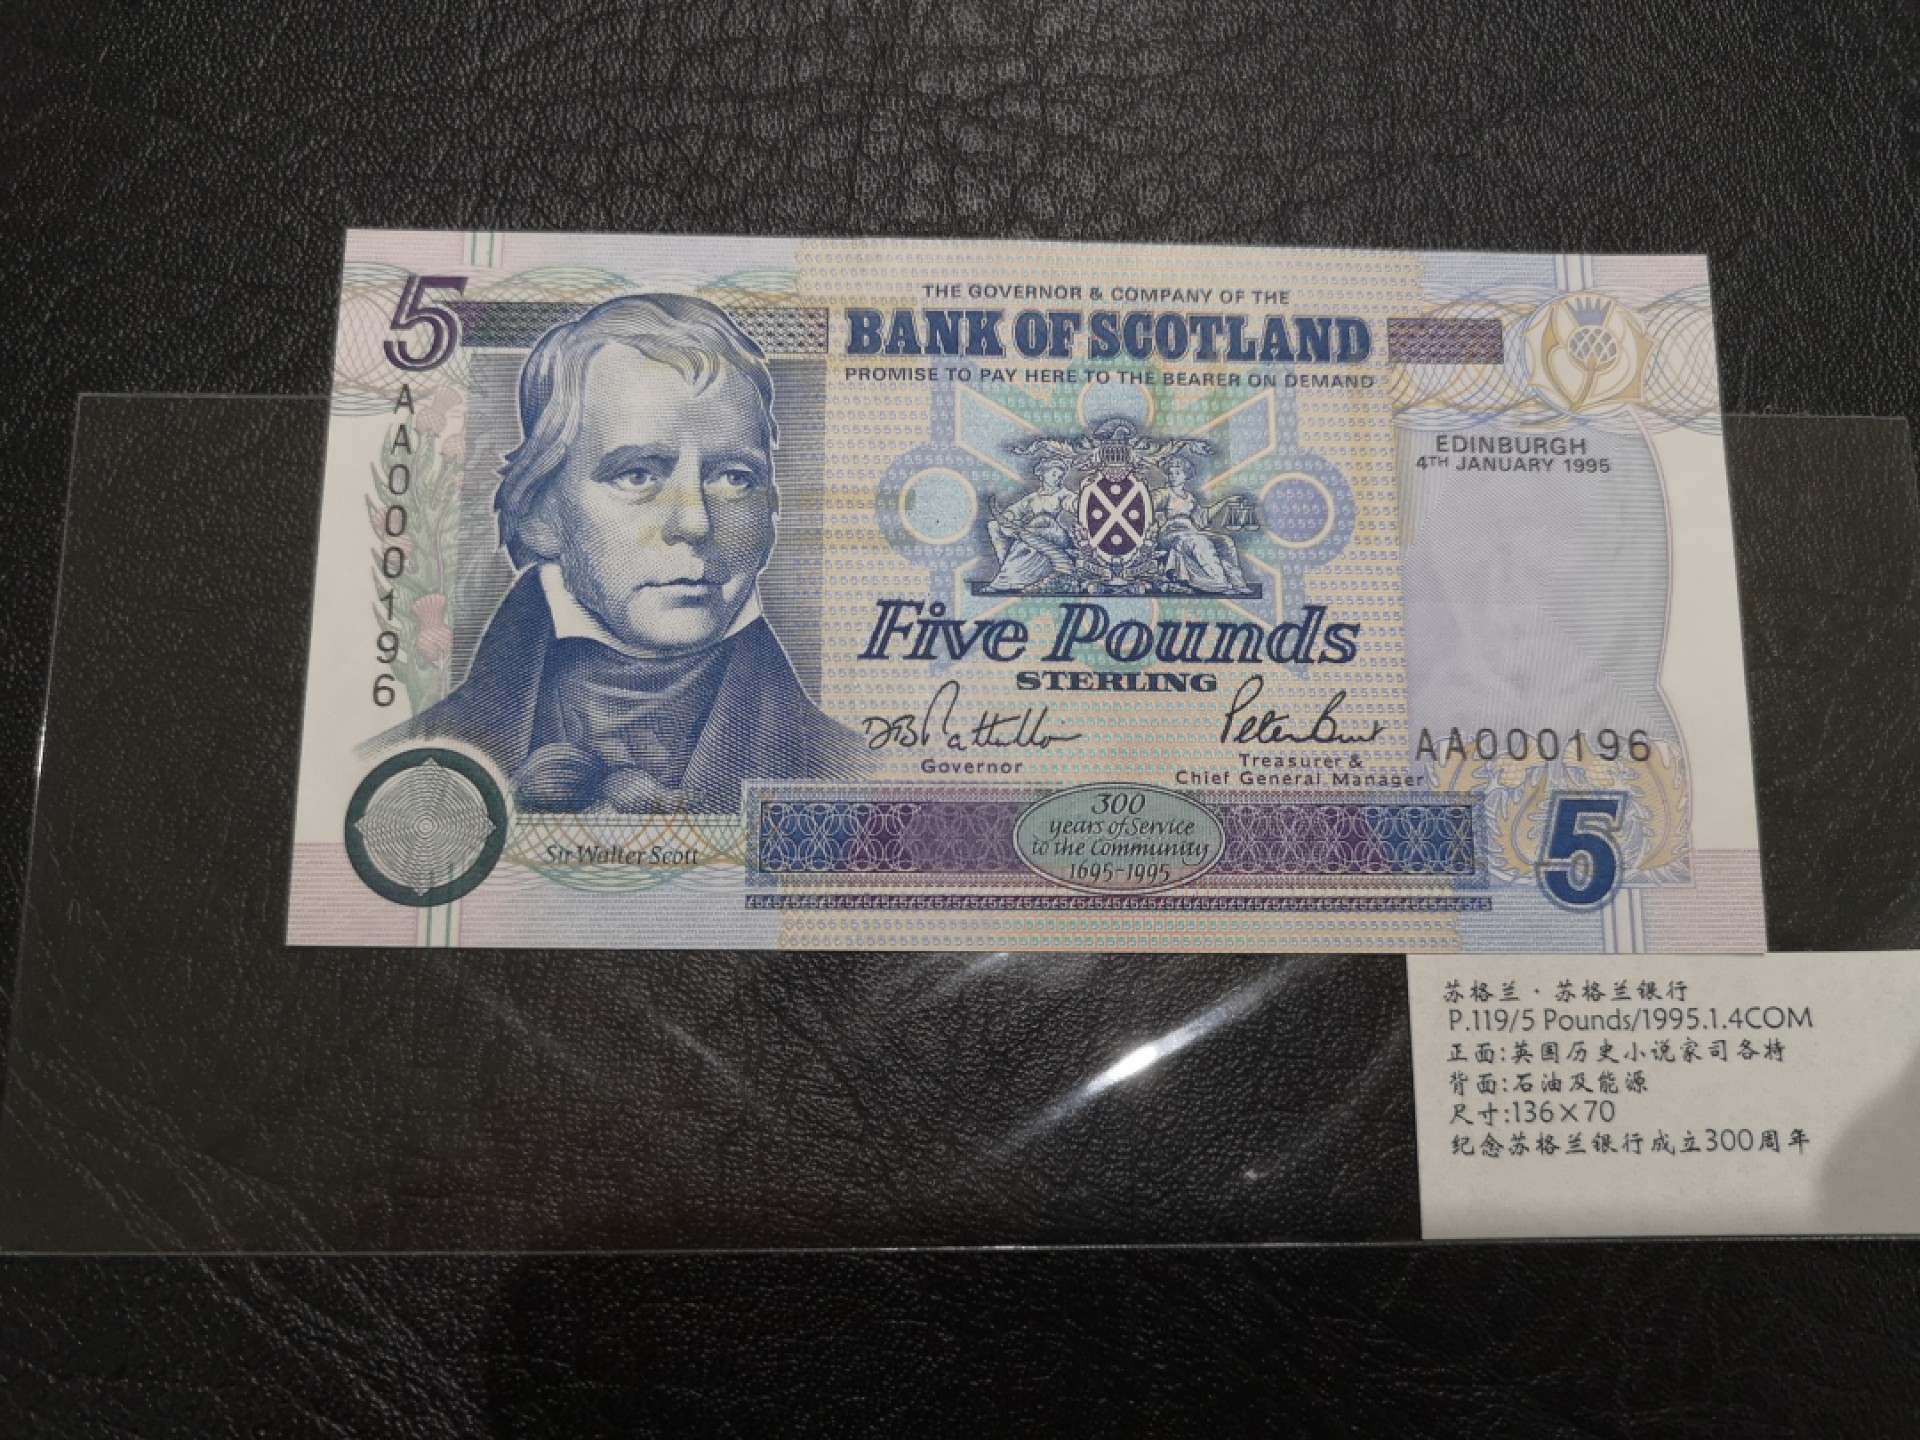 5
THE GOVERNOR & COMPANY OF THE
BANK OF SCOTLAND
PROMISE TO PAY HERE TO THE BEARER ON DEMAND
AA000196
EDINBURGH
4TH JANUARY 1995
Five Pounds
STERLING
Peter Burt
Governor
Treasurer &
Chief General Manager
AA000196
300
years of Service
to the Community
1695-1995
Sir Walter Scott
5
苏格兰·苏格兰银行
P.119/5 Pounds/1995.1.4COM
正面:英国历史小说家司各特
背面:石油及能源
尺寸:136×70
纪念苏格兰银行成立300周年